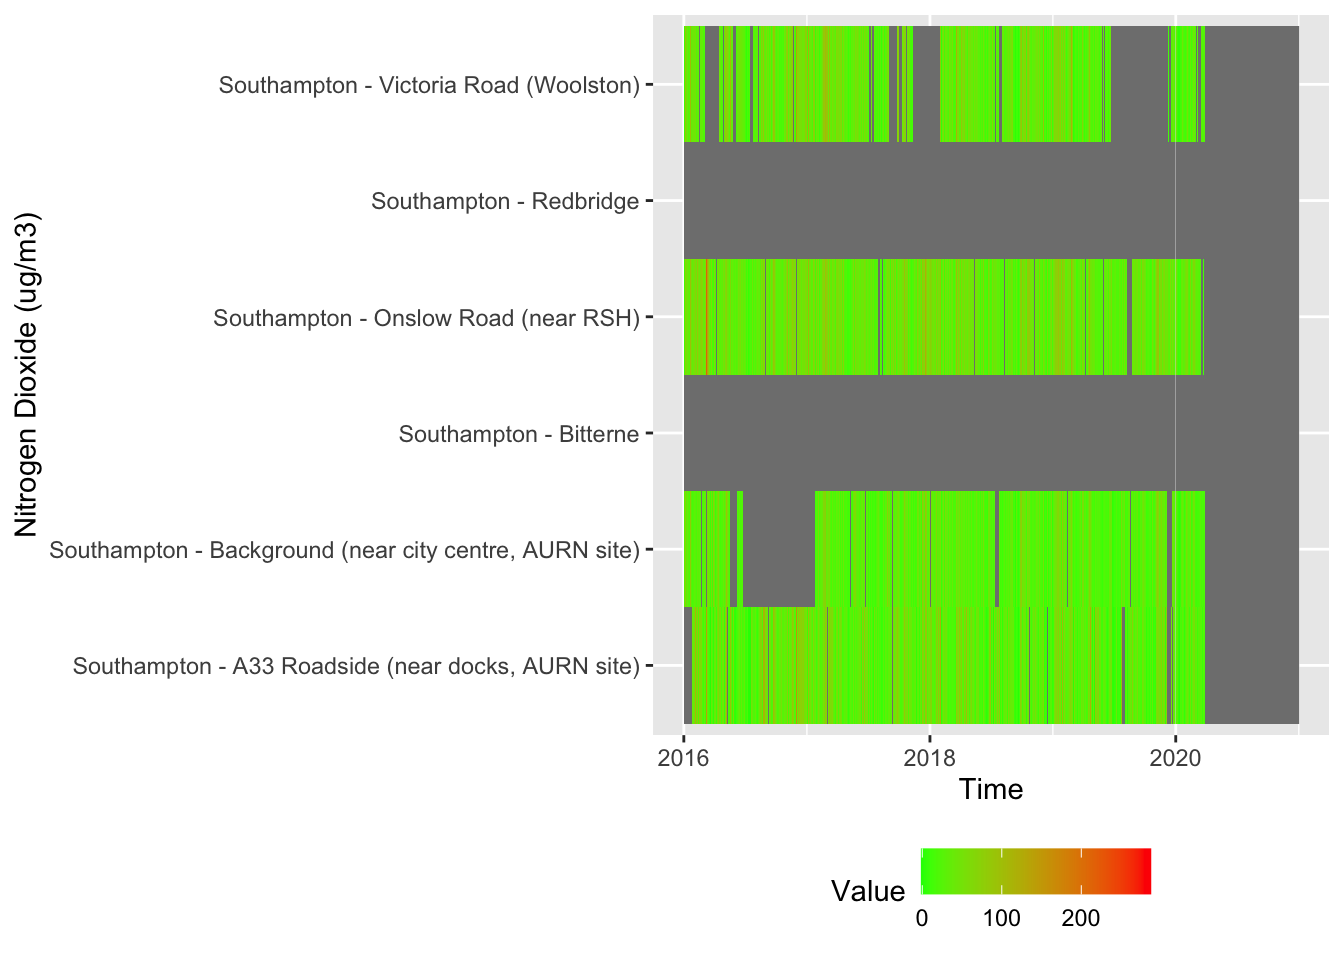 Nitrogen Dioxide (ug/m3)
Southampton - Victoria Road (Woolston)
Southampton - Redbridge
Southampton - Onslow Road (near RSH)
Southampton - Bitterne
Southampton - Background (near city centre, AURN site)
Southampton - A33 Roadside (near docks, AURN site)
2016 2018 2020
Time
Value
0 100 200